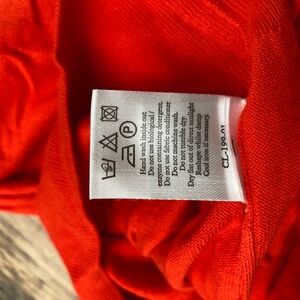 P
Hand wash inside out.
Do not use biological/
enzyme containing detergent.
Do not use fabric conditioner
Do not machine wash.
Do not tumble dry
Dry flat out of direct sunlight
Reshape whilst damp
Cool iron if necessary.
CL-199-01